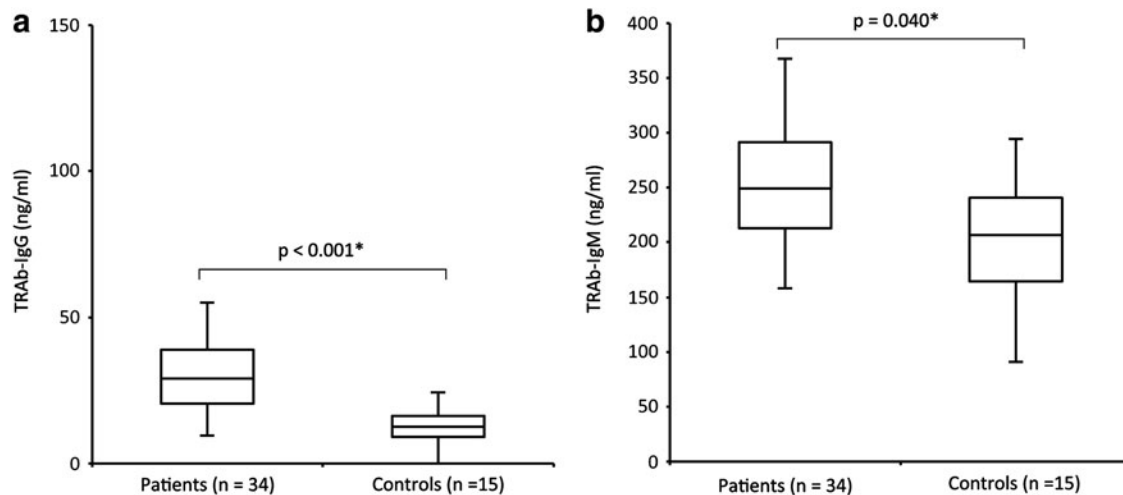 a
150
100
50
0
TRAb-IgG (ng/ml)
p < 0.001*
Patients (n = 34)
Controls (n =15)
b
400
350
300
250
200
150
100
50
0
TRAb-IgM (ng/ml)
p = 0.040*
Patients (n = 34)
Controls (n =15)